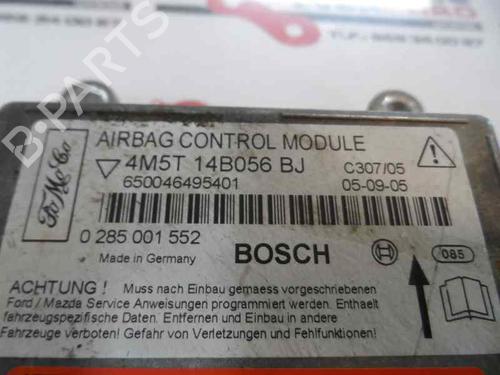 B-PARTS
FoMoCo
AIRBAG CONTROL MODULE
4M5T 14B056 BJ
C307/05
650046495401
05-09-05
0 285 001 552
BOSCH
085
Made in Germany
ACHTUNG ! Muss nach Einbau gemaess vorgeschriebenen
Ford / Mazda Service Anweisungen programmiert werden. Enthaelt
fahrzeugspezifische Daten. Entfernen und Einbau in andere
Fahrzeuge verboten! Gefahr von Verletzungen und Fehlfunktionen!